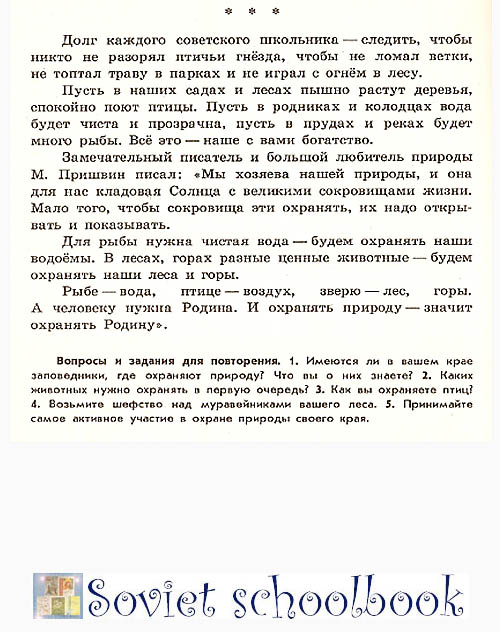 * * *
Долг каждого советского школьника — следить, чтобы
никто не разорял птичьи гнёзда, чтобы не ломал ветки,
не топтал траву в парках и не играл с огнём в лесу.
Пусть в наших садах и лесах пышно растут деревья,
спокойно поют птицы. Пусть в родниках и колодцах вода
будет чиста и прозрачна, пусть в прудах и реках будет
много рыбы. Всё это — наше с вами богатство.
Замечательный писатель и большой любитель природы
М. Пришвин писал: «Мы хозяева нашей природы, и она
для нас кладовая Солнца с великими сокровищами жизни.
Мало того, чтобы сокровища эти охранять, их надо откры-
вать и показывать.
Для рыбы нужна чистая вода — будем охранять наши
водоёмы. В лесах, горах разные ценные животные — будем
охранять наши леса и горы.
Рыбе — вода, птице — воздух, зверю — лес, горы.
А человеку нужна Родина. И охранять природу — значит
охранять Родину».
Вопросы и задания для повторения. 1. Имеются ли в вашем крае
заповедники, где охраняют природу? Что вы о них знаете? 2. Каких
животных нужно охранять в первую очередь? 3. Как вы охраняете птиц?
4. Возьмите шефство над муравейниками вашего леса. 5. Принимайте
самое активное участие в охране природы своего края.
Soviet schoolbook